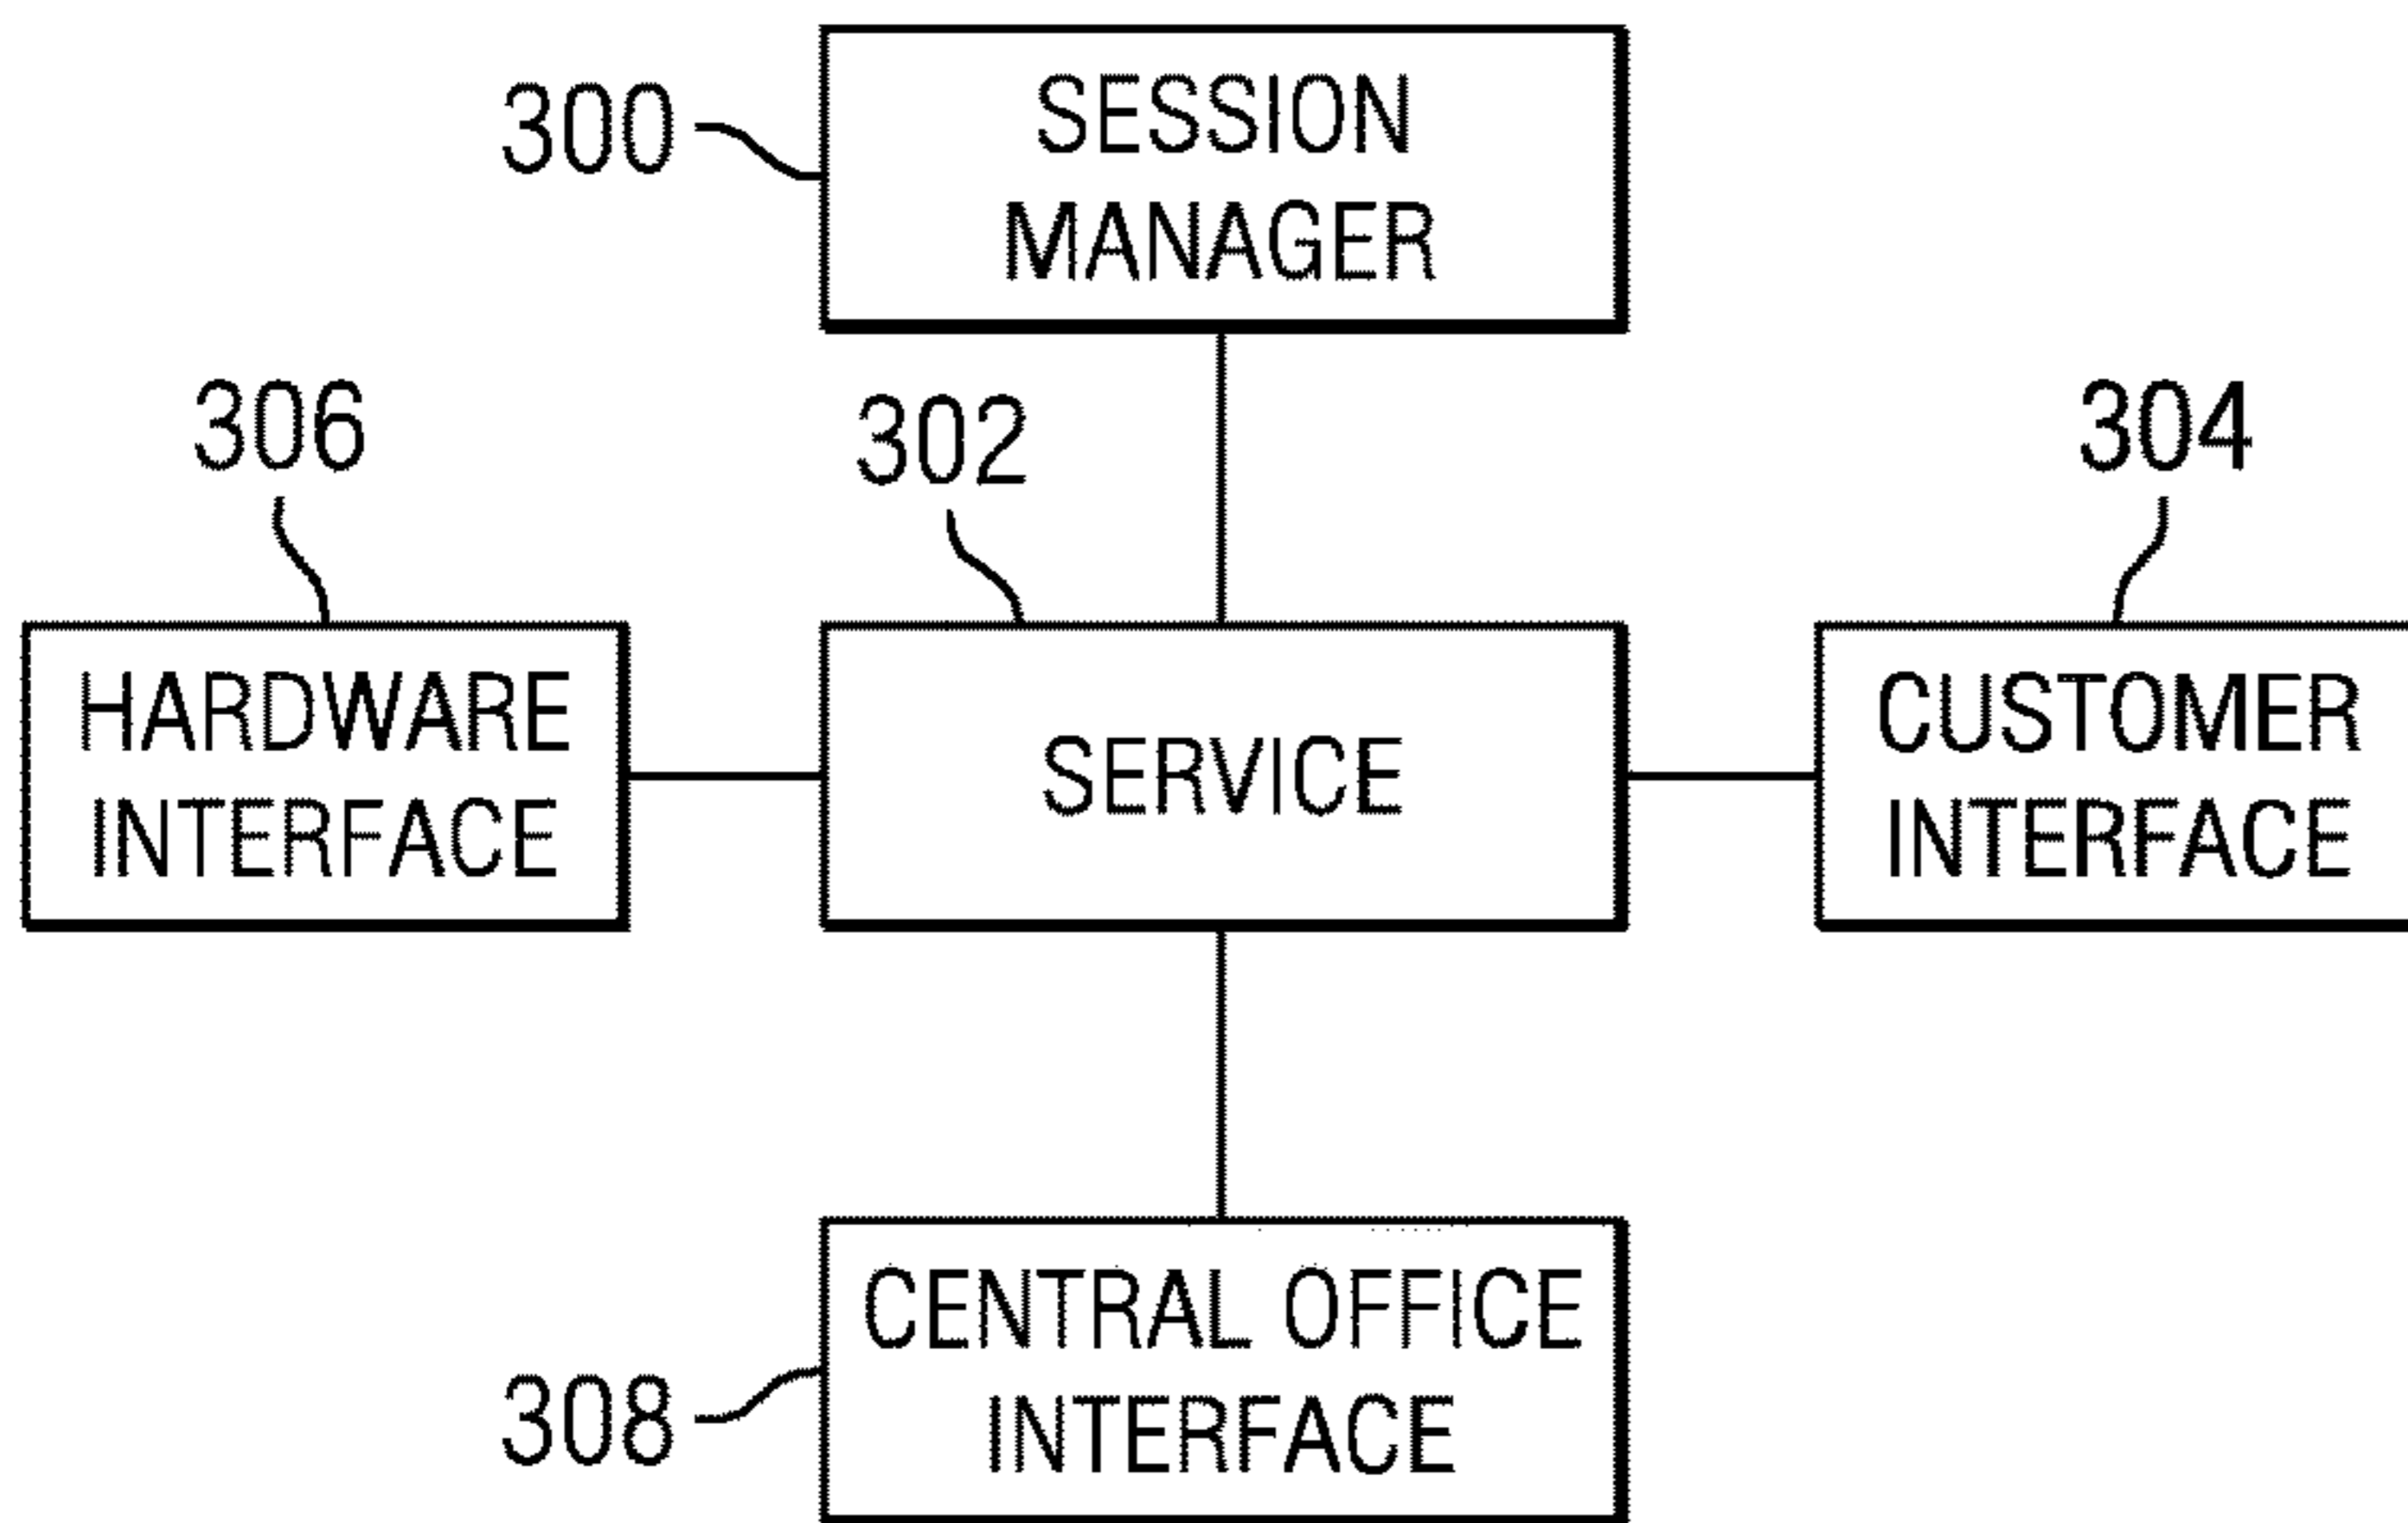 300
SESSION
MANAGER
306
302
304
HARDWARE
INTERFACE
SERVICE
CUSTOMER
INTERFACE
308
CENTRAL OFFICE
INTERFACE